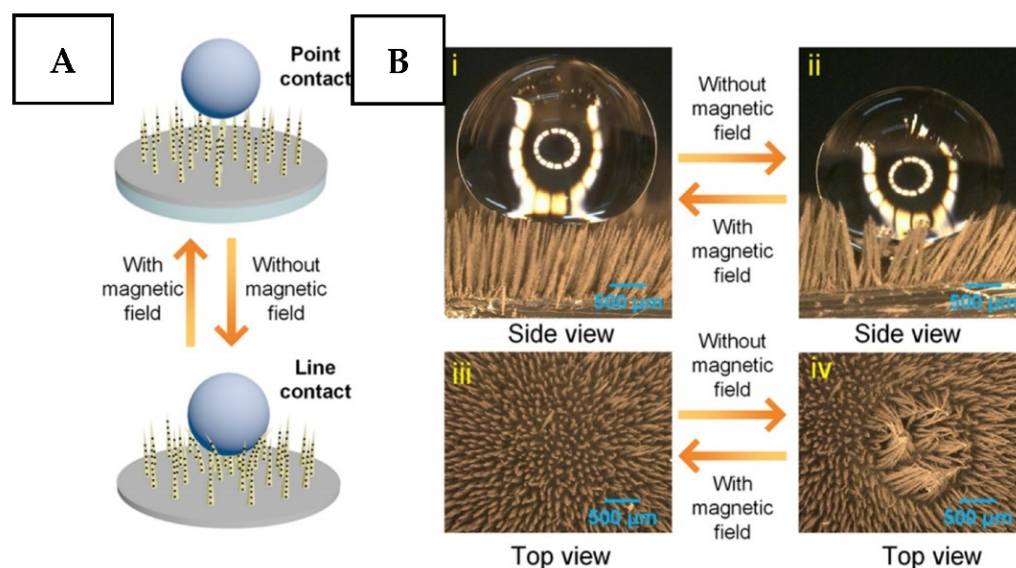 A
Point
contact
With
magnetic
field
Without
magnetic
field
Line
contact
B
i
500 μm
Side view
Without
magnetic
field
With
magnetic
field
ii
500 μm
Side view
iii
500 μm
Top view
Without
magnetic
field
With
magnetic
field
iv
500 μm
Top view